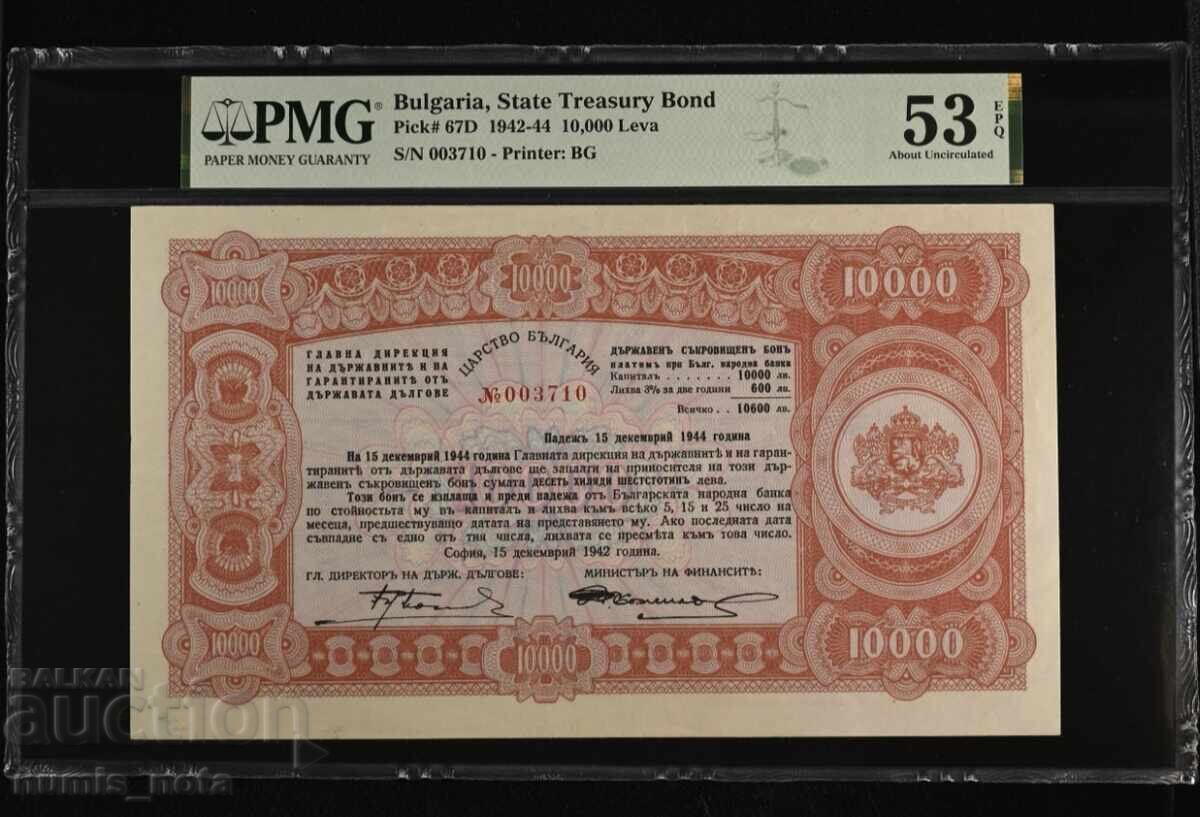 PMG®
PAPER MONEY GUARANTY
Bulgaria, State Treasury Bond
Pick# 67D 1942-44 10,000 Leva
S/N 003710 - Printer: BG
53
EPQ
About Uncirculated
10000
10000
10000
ЦАРСТВО БЪЛГАРИЯ
№003710
ГЛАВНА ДИРЕКЦИЯ
НА ДЪРЖАВНИТѢ И НА
ГАРАНТИРАНИТѢ ОТЪ
ДЪРЖАВАТА ДЪЛГОВЕ
ДЪРЖАВЕНЪ СЪКРОВИЩЕНЪ БОНЪ
платимъ при Бълг. народна банка
Капиталъ . . . . . . . 10000 лв.
Лихва 3% за две години 600 лв.
Всичко . . 10600 лв.
Падежъ 15 декемврий 1944 година
На 15 декемврий 1944 година Главната дирекция на държавнитѣ и на гаран-
тиранитѣ отъ държавата дългове ще заплати на приносителя на този дър-
жавенъ съкровищенъ бонъ сумата ДЕСЕТЬ ХИЛЯДИ ШЕСТСТОТИНЪ лева.
Този бонъ се изплаща и преди падежа отъ Българската народна банка
по стойностьта му въ капиталъ и лихва къмъ всѣко 5, 15 и 25 число на
месеца, предшествуващо датата на представянето му. Ако последната дата
съвпадне съ едно отъ тия числа, лихвата се пресмѣта къмъ това число.
София, 15 декемврий 1942 година.
ГЛ. ДИРЕКТОРЪ НА ДЪРЖ. ДЪЛГОВЕ:
МИНИСТЪРЪ НА ФИНАНСИТѢ:
10000
10000
10000
BALKAN
auction
numis_nota